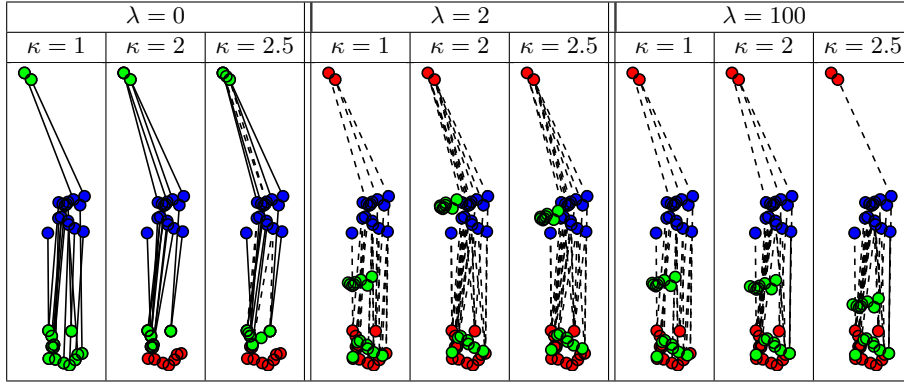 λ = 0 λ = 2 λ = 100
κ = 1 κ = 2 κ = 2.5 κ = 1 κ = 2 κ = 2.5 κ = 1 κ = 2 κ = 2.5